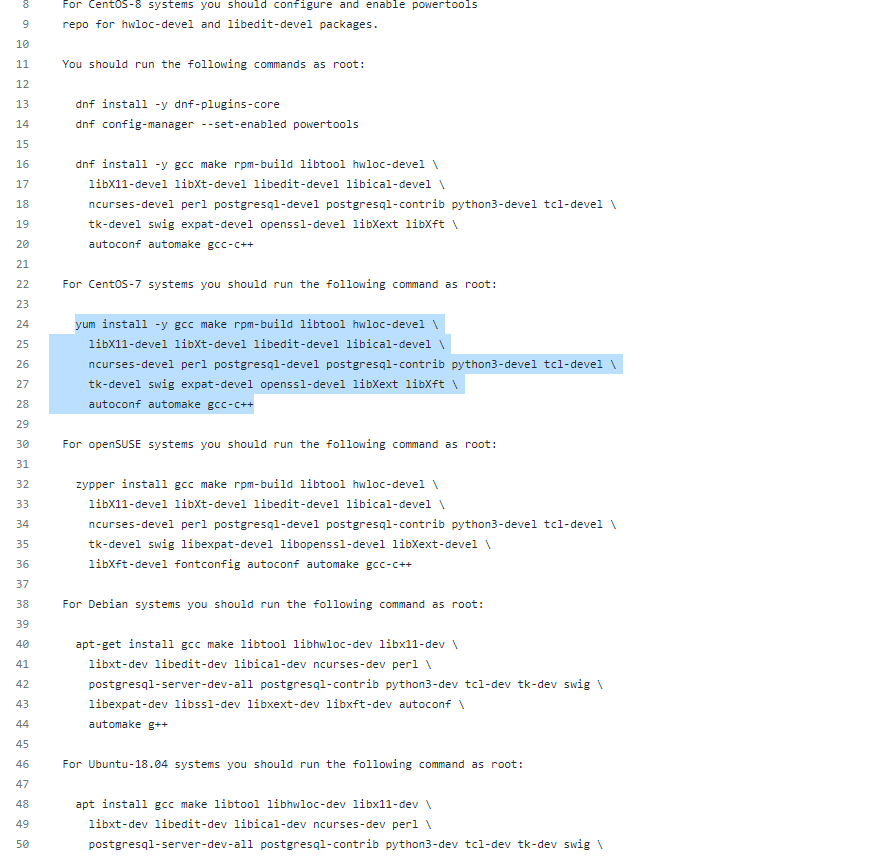 8 For CentOS-8 systems you should configure and enable powertools
9 repo for hwloc-devel and libedit-devel packages.
10
11 You should run the following commands as root:
12
13 dnf install -y dnf-plugins-core
14 dnf config-manager --set-enabled powertools
15
16 dnf install -y gcc make rpm-build libtool hwloc-devel \
17 libX11-devel libXt-devel libedit-devel libical-devel \
18 ncurses-devel perl postgresql-devel postgresql-contrib python3-devel tcl-devel \
19 tk-devel swig expat-devel openssl-devel libXext libXft \
20 autoconf automake gcc-c++
21
22 For CentOS-7 systems you should run the following command as root:
23
24 yum install -y gcc make rpm-build libtool hwloc-devel \
25 libX11-devel libXt-devel libedit-devel libical-devel \
26 ncurses-devel perl postgresql-devel postgresql-contrib python3-devel tcl-devel \
27 tk-devel swig expat-devel openssl-devel libXext libXft \
28 autoconf automake gcc-c++
29
30 For openSUSE systems you should run the following command as root:
31
32 zypper install gcc make rpm-build libtool hwloc-devel \
33 libX11-devel libXt-devel libedit-devel libical-devel \
34 ncurses-devel perl postgresql-devel postgresql-contrib python3-devel tcl-devel \
35 tk-devel swig libexpat-devel libopenssl-devel libXext-devel \
36 libXft-devel fontconfig autoconf automake gcc-c++
37
38 For Debian systems you should run the following command as root:
39
40 apt-get install gcc make libtool libhwloc-dev libx11-dev \
41 libxt-dev libedit-dev libical-dev ncurses-dev perl \
42 postgresql-server-dev-all postgresql-contrib python3-dev tcl-dev tk-dev swig \
43 libexpat-dev libssl-dev libxext-dev libxft-dev autoconf \
44 automake g++
45
46 For Ubuntu-18.04 systems you should run the following command as root:
47
48 apt install gcc make libtool libhwloc-dev libx11-dev \
49 libxt-dev libedit-dev libical-dev ncurses-dev perl \
50 postgresql-server-dev-all postgresql-contrib python3-dev tcl-dev tk-dev swig \